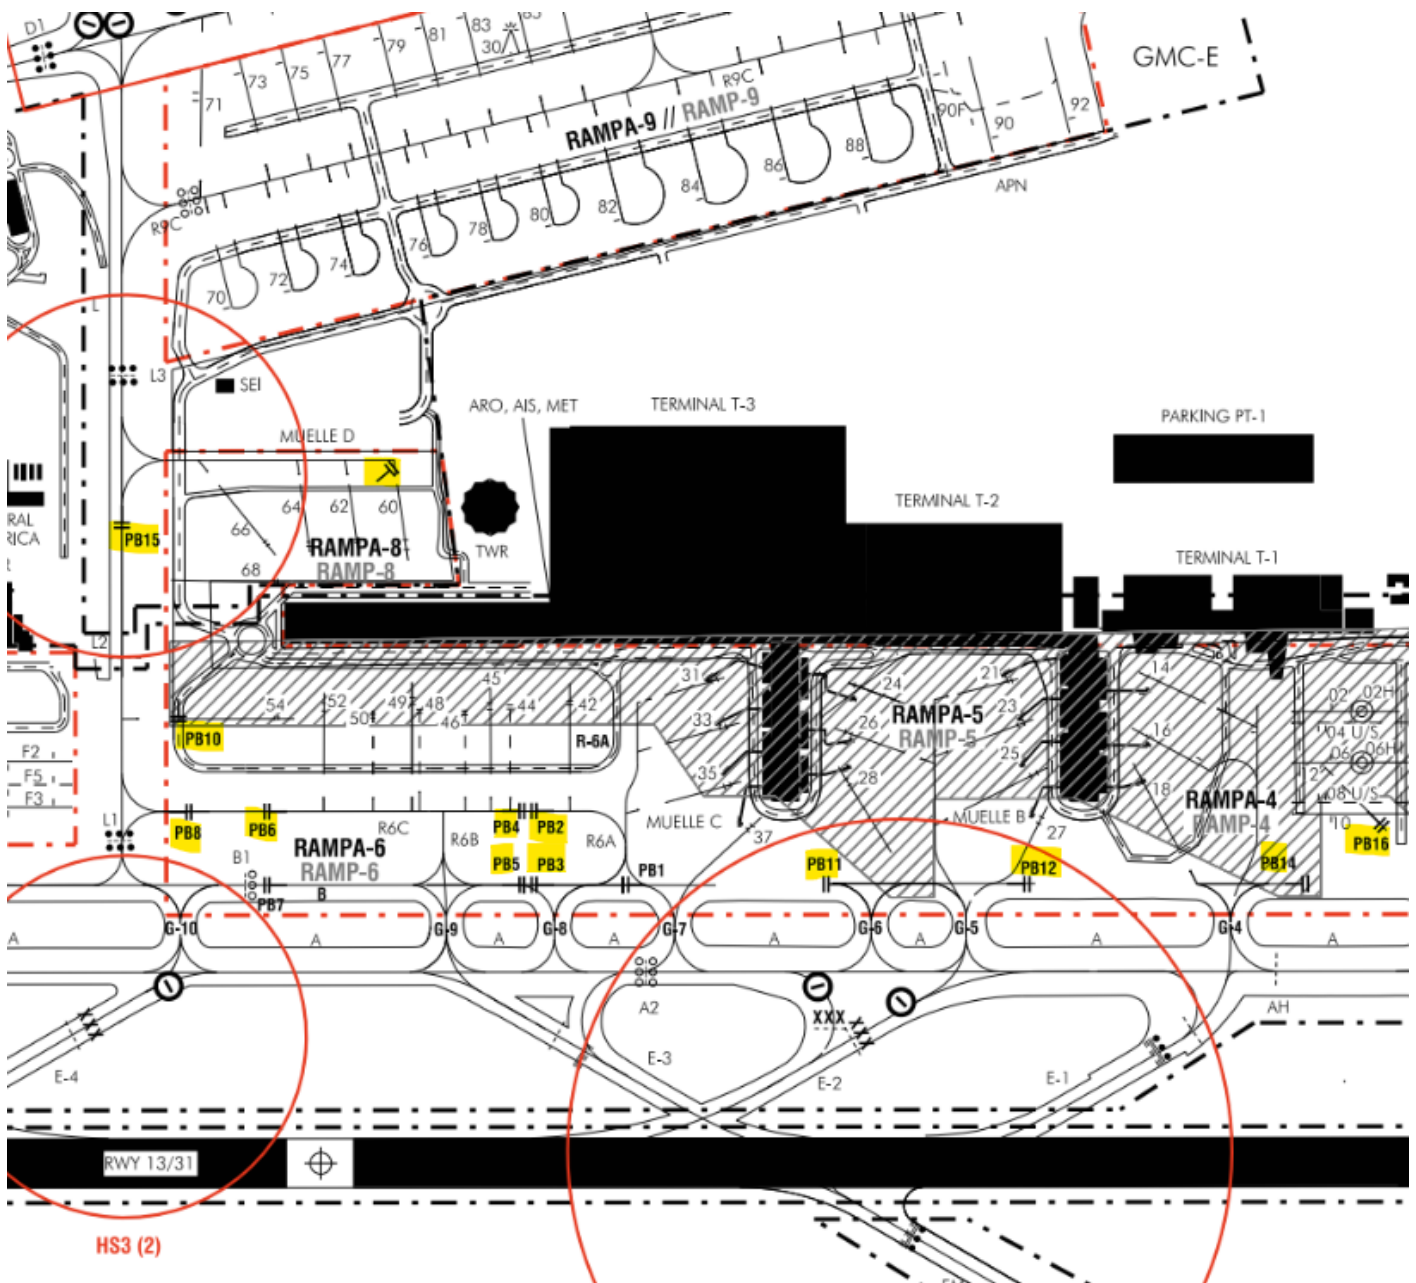 D1
83
81
79
77
75
73
71
30
R9C
GMC-E
RAMPA-9 // RAMP-9
90F
90
92
88
86
84
82
80
78
76
74
72
70
APN
R9C
L
L3
SEI
ARO, AIS, MET
TERMINAL T-3
PARKING PT-1
MUELLE D
TERMINAL T-2
66
64
62
60
TWR
TERMINAL T-1
PB15
RAMPA-8
RAMP-8
68
L2
45
31
24
21
14
54
52
50
49
48
46
44
42
33
26
RAMPA-5
RAMP-5
23
16
02
02H
04 U/S
06
06H
08 U/S
10
PB10
R-6A
35
28
25
18
RAMPA-4
RAMP-4
2
F2
F5
F3
L1
PB8
PB6
R6C
PB4
PB2
R6B
R6A
MUELLE C
37
MUELLE B
27
PB16
RAMPA-6
RAMP-6
B1
PB5
PB3
PB1
PB11
PB12
PB14
PB7
B
A
G-10
A
G-9
A
G-8
A
G-7
A
G-6
A
G-5
A
G-4
A
A2
XXX
XXX
XXX
AH
E-4
E-3
E-2
E-1
RWY 13/31
HS3 (2)